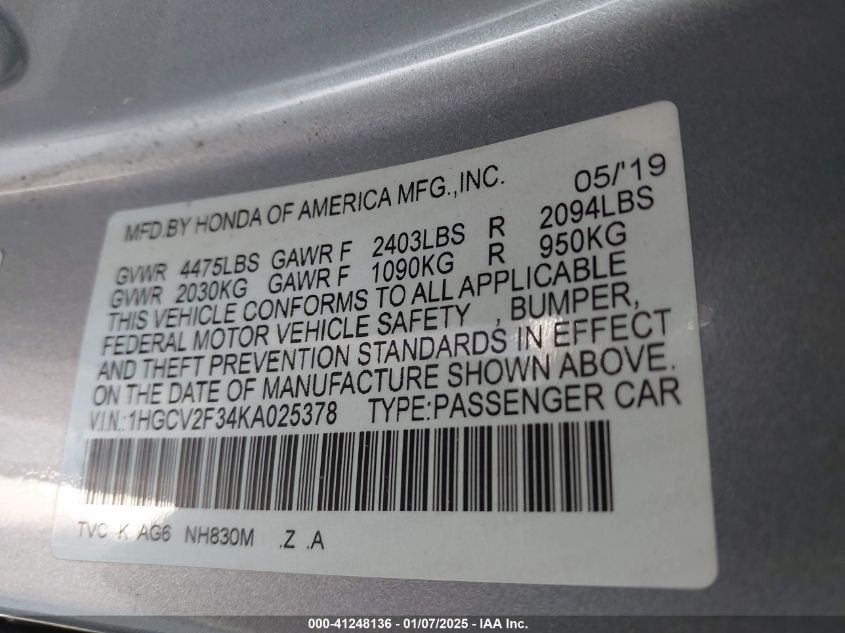 MFD.BY HONDA OF AMERICA MFG.,INC. 05/'19
GVWR 4475LBS GAWR F 2403LBS R 2094LBS
GVWR 2030KG GAWR F 1090KG R 950KG
THIS VEHICLE CONFORMS TO ALL APPLICABLE
FEDERAL MOTOR VEHICLE SAFETY , BUMPER,
AND THEFT PREVENTION STANDARDS IN EFFECT
ON THE DATE OF MANUFACTURE SHOWN ABOVE.
V.I.N.:1HGCV2F34KA025378 TYPE:PASSENGER CAR
TVC K AG6 NH830M .Z .A
000-41248136 - 01/07/2025 - IAA Inc.